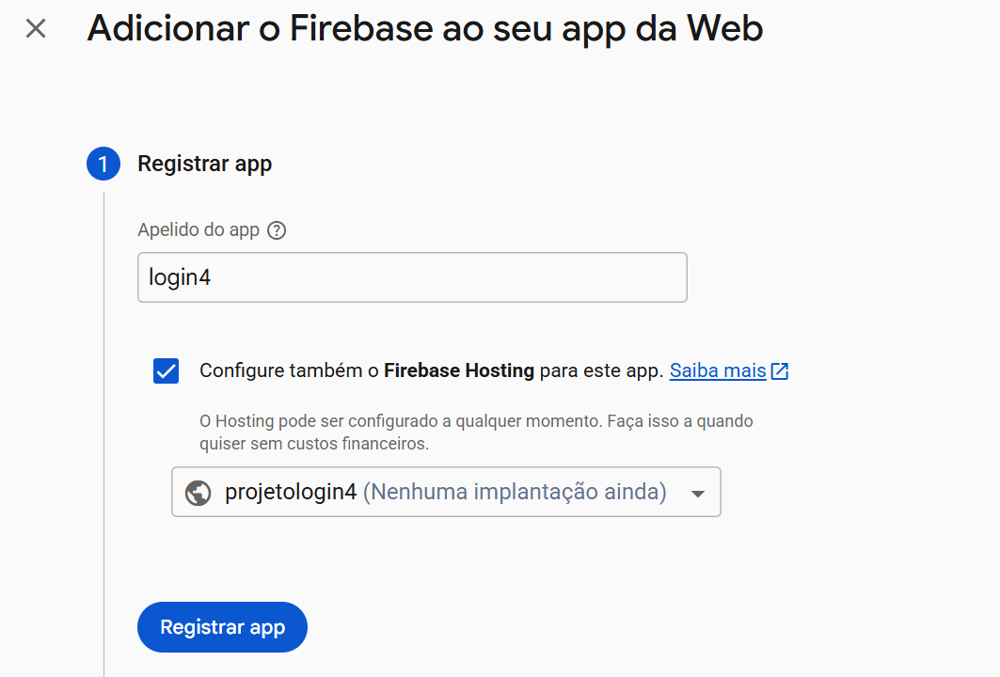 Adicionar o Firebase ao seu app da Web
1 Registrar app
Apelido do app
login4
Configure também o Firebase Hosting para este app. Saiba mais
O Hosting pode ser configurado a qualquer momento. Faça isso a quando
quiser sem custos financeiros.
projetologin4 (Nenhuma implantação ainda)
Registrar app